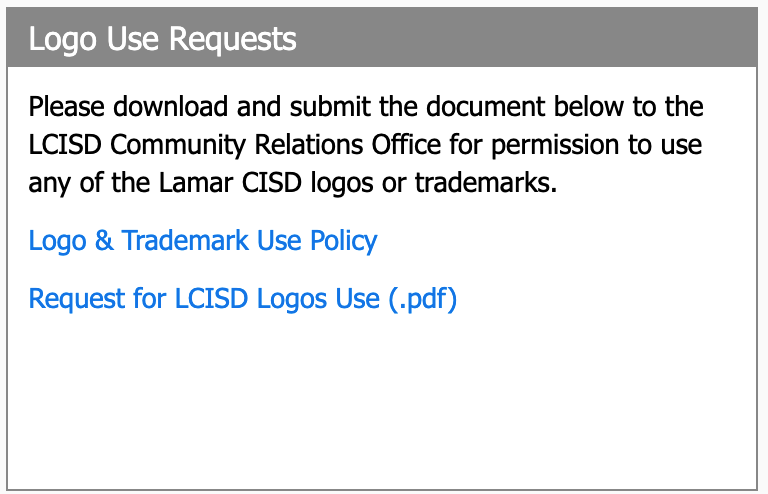 Logo Use Requests
Please download and submit the document below to the
LCISD Community Relations Office for permission to use
any of the Lamar CISD logos or trademarks.
Logo & Trademark Use Policy
Request for LCISD Logos Use (.pdf)